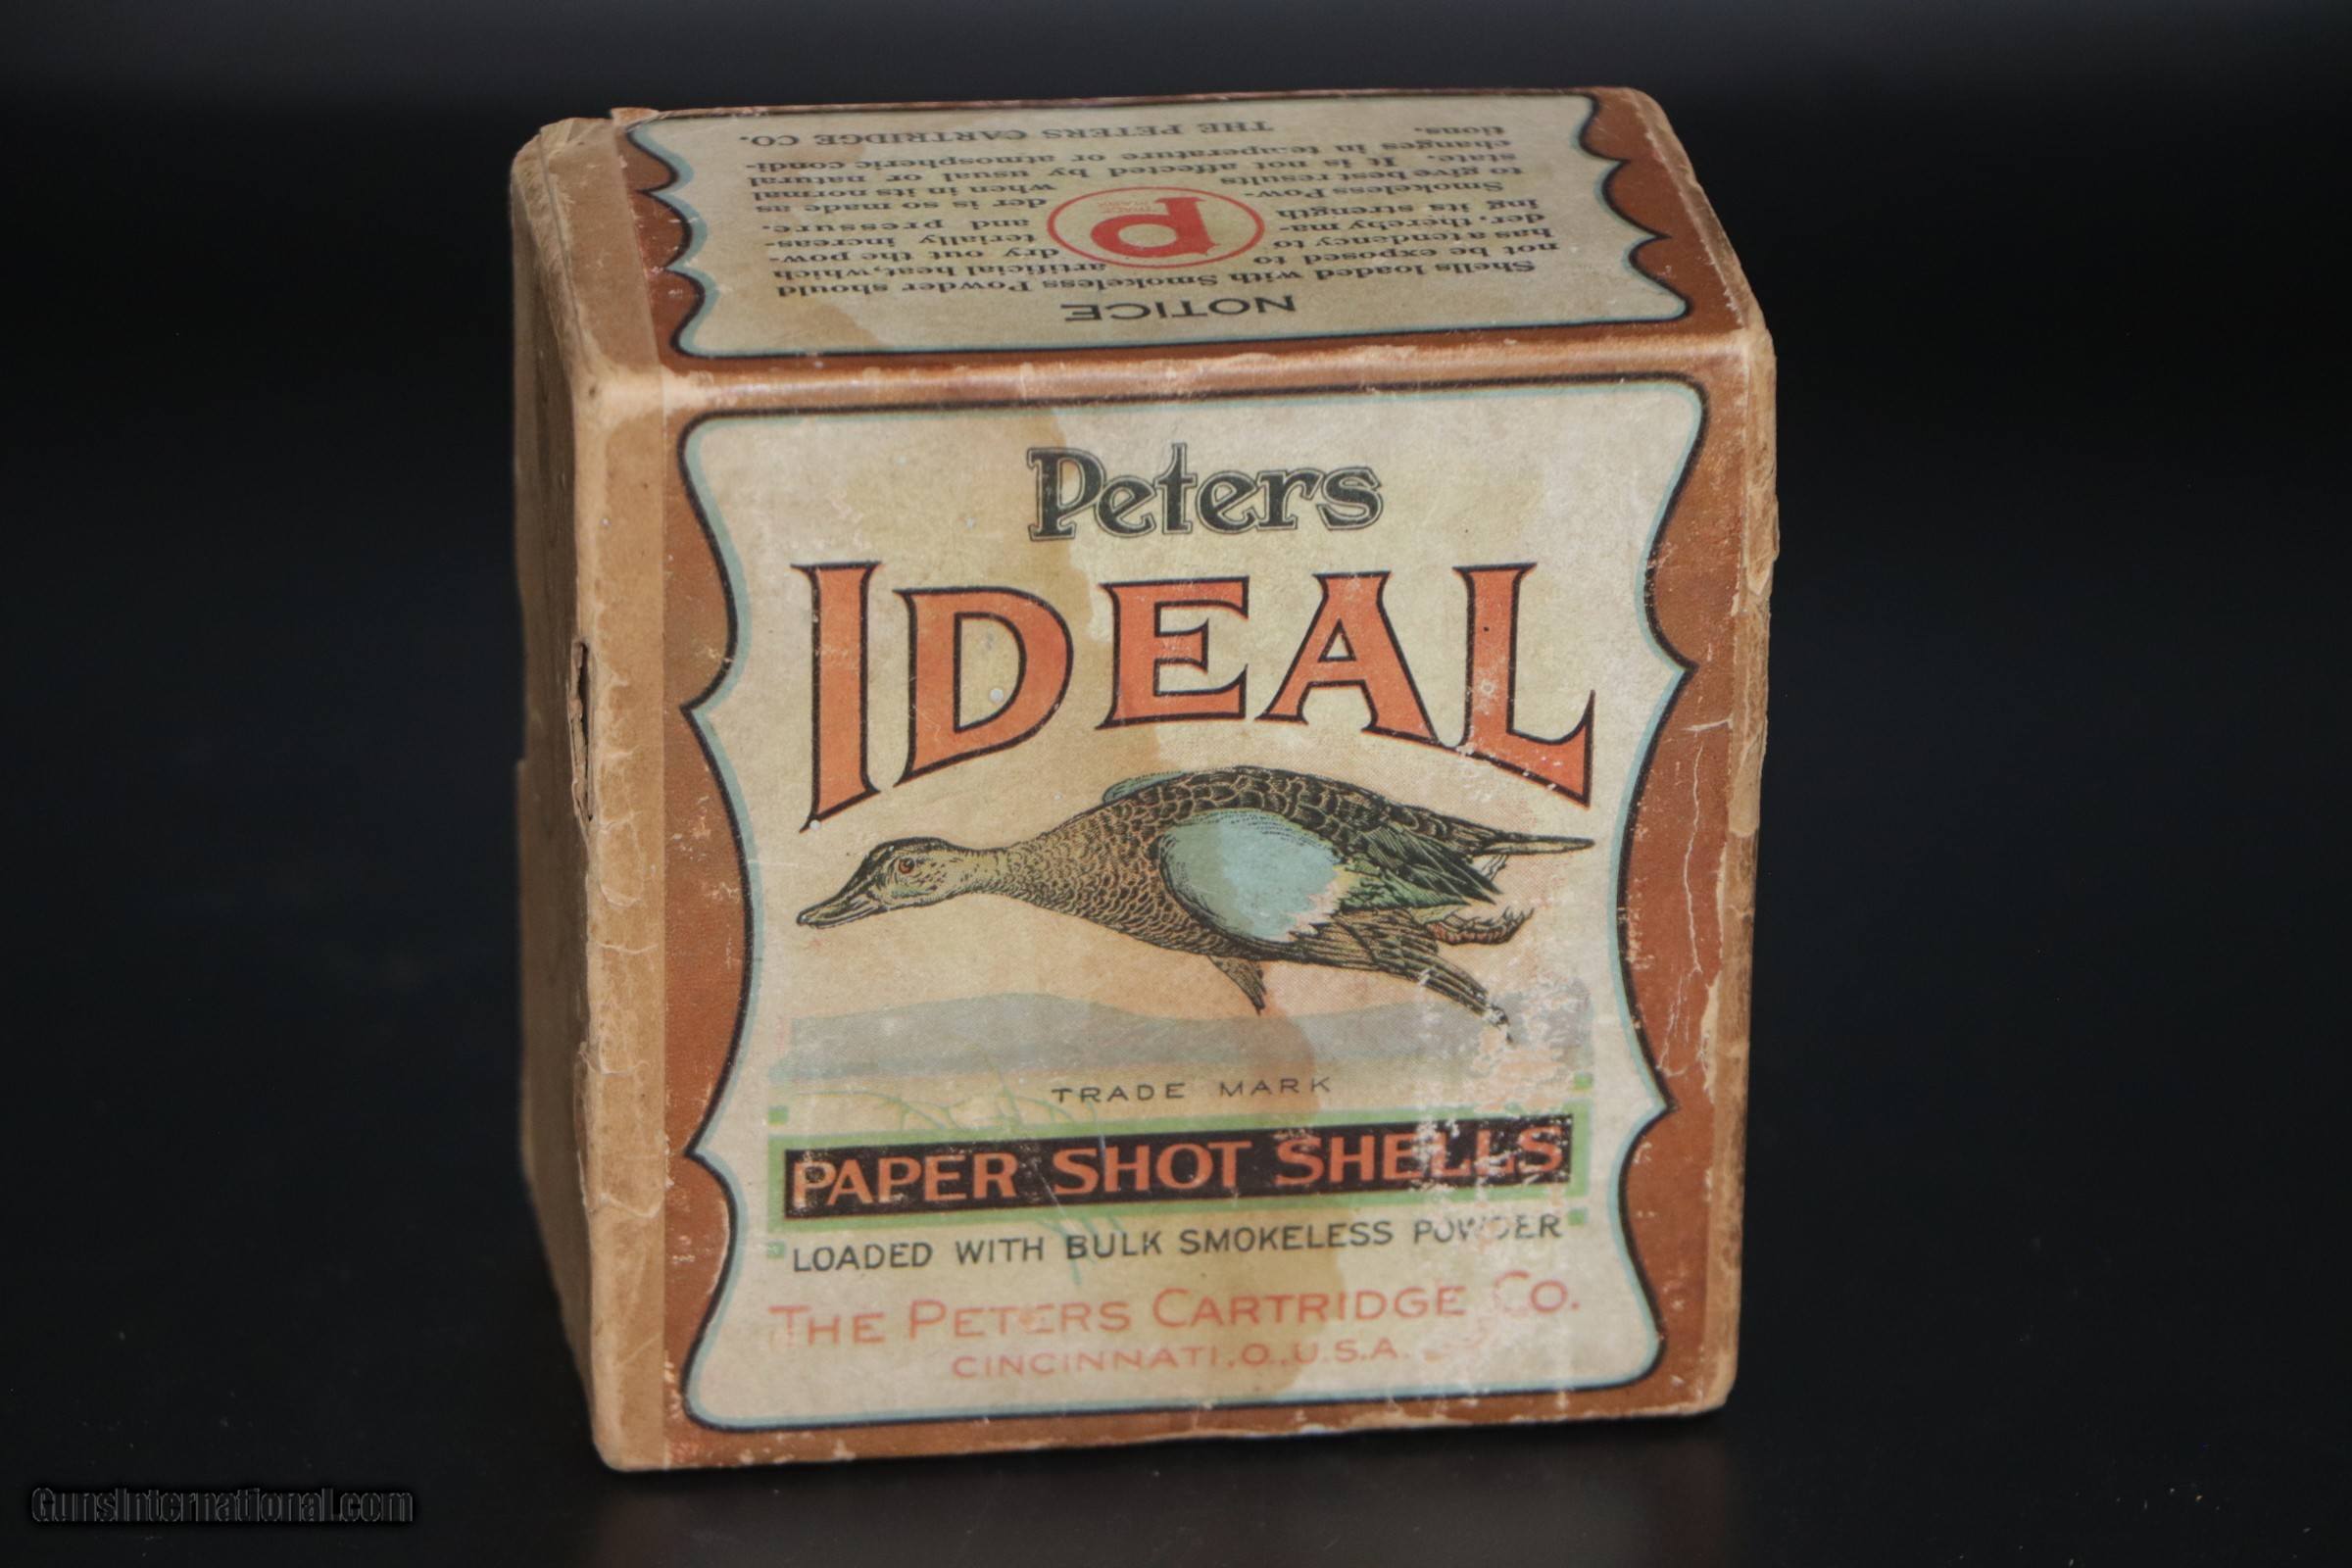 NOTICE
Shells loaded with Smokeless Powder should
not be exposed to artificial heat, which
has a tendency to dry out the pow-
der, thereby ma- terially increas-
ing its strength and pressure.
Smokeless Pow- der is so made as
to give best results when in its normal
state. It is not affected by usual or natural
changes in temperature or atmospheric condi-
tions.
P
TRADE
MARK
THE PETERS CARTRIDGE CO.
Peters
IDEAL
TRADE MARK
PAPER SHOT SHELLS
LOADED WITH BULK SMOKELESS POWDER
THE PETERS CARTRIDGE CO.
CINCINNATI, O., U.S.A.
GunsInternational.com